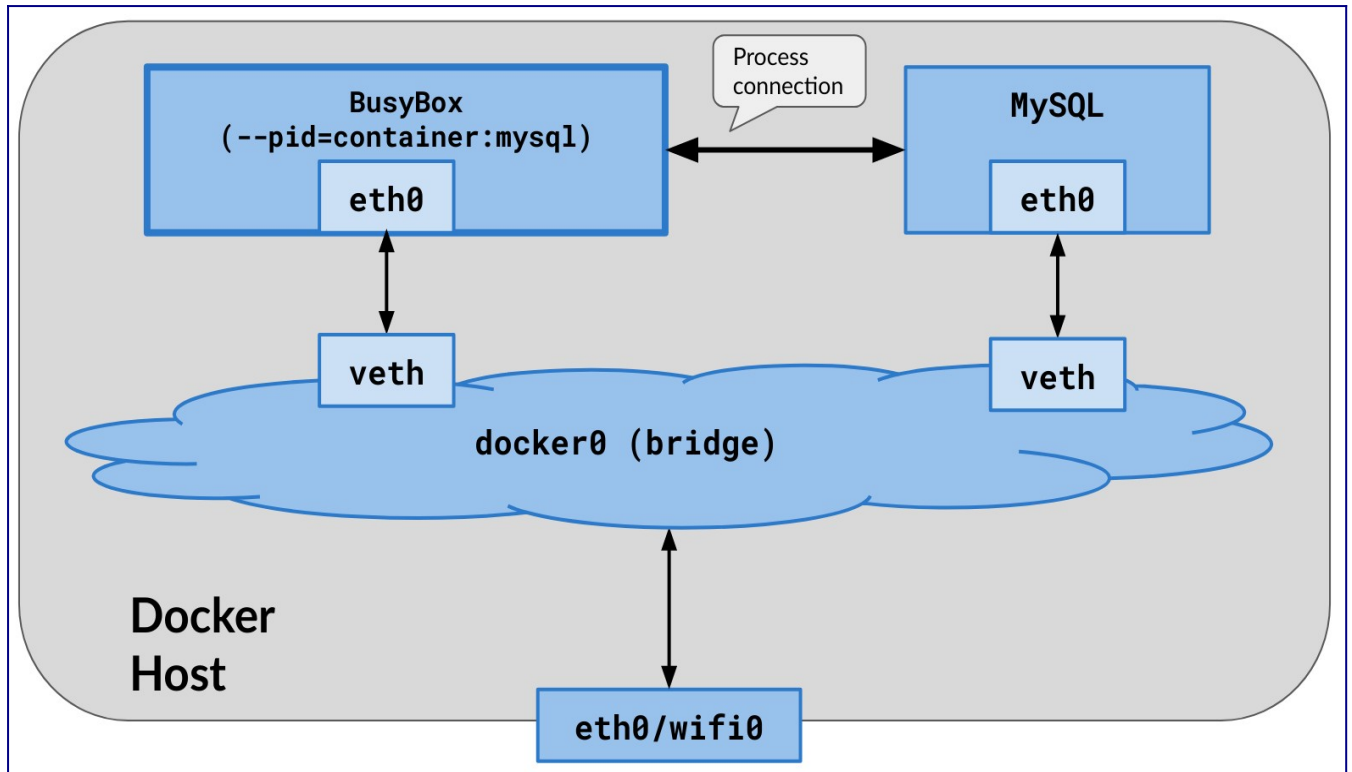 Process
connection
BusyBox
(--pid=container:mysql)
MySQL
eth0
eth0
veth
veth
docker0 (bridge)
Docker
Host
eth0/wifi0